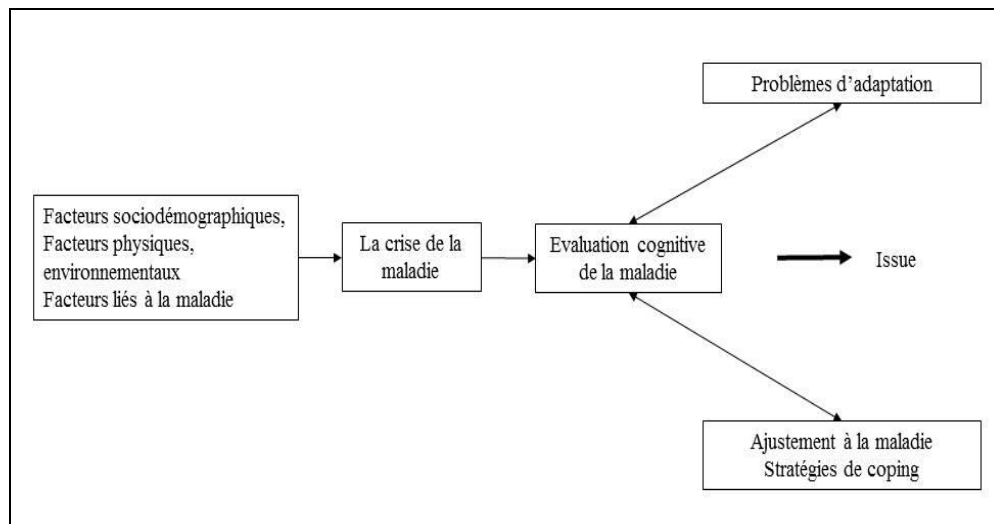 Problèmes d'adaptation
Facteurs sociodémographiques,
Facteurs physiques,
environnementaux
Facteurs liés à la maladie
La crise de la
maladie
Evaluation cognitive
de la maladie
Issue
Ajustement à la maladie
Stratégies de coping